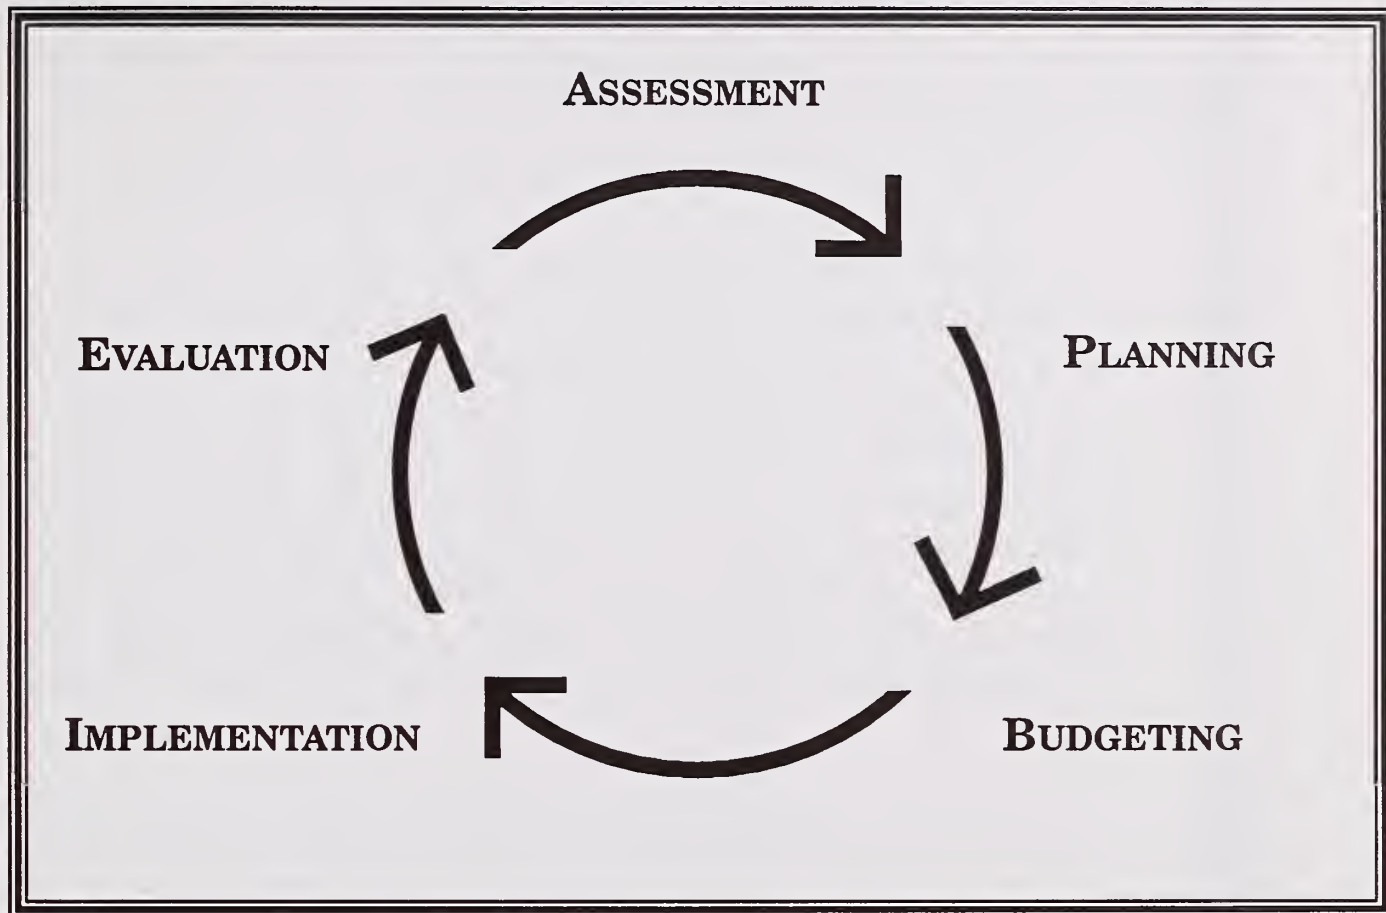 ASSESSMENT
EVALUATION
PLANNING
IMPLEMENTATION
BUDGETING